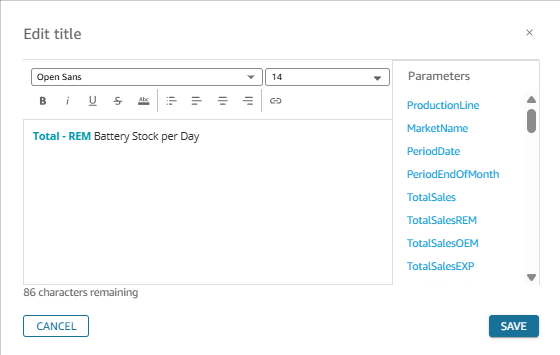 Edit title
Open Sans
14
Parameters
B i U S Abc
ProductionLine
MarketName
PeriodDate
PeriodEndOfMonth
TotalSales
TotalSalesREM
TotalSalesOEM
TotalSalesEXP
Total - REM Battery Stock per Day
86 characters remaining
CANCEL
SAVE